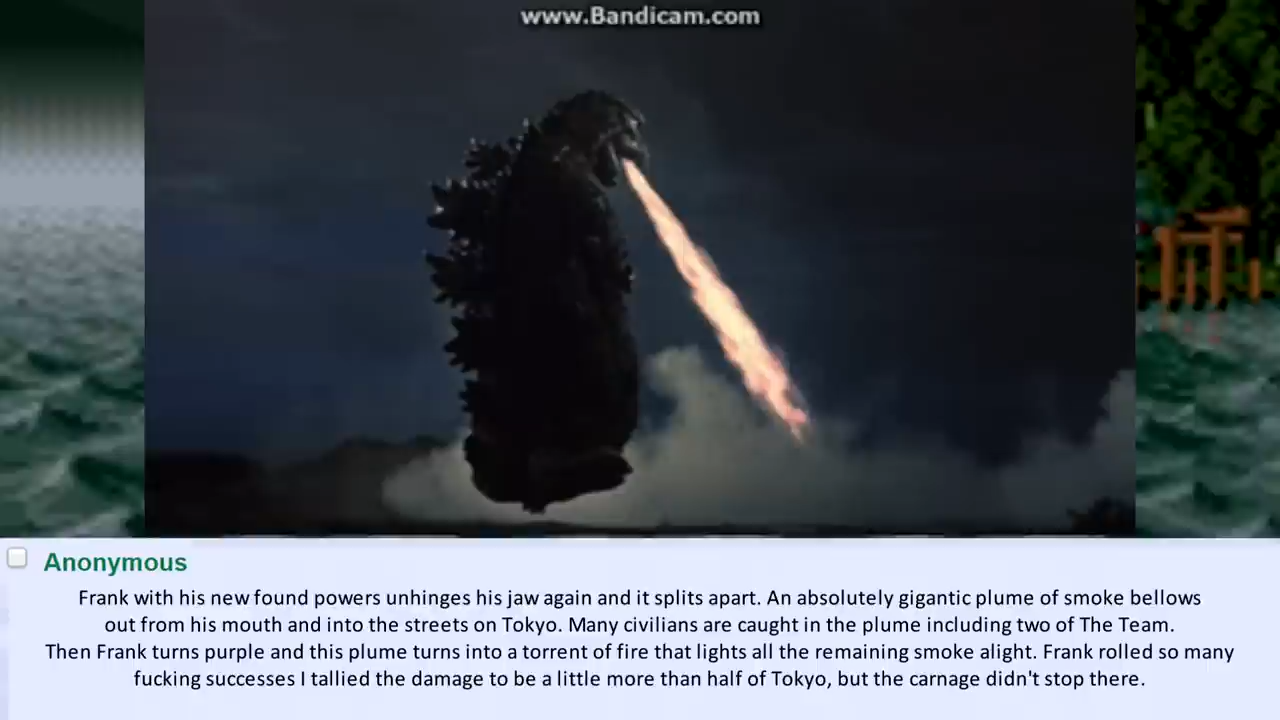 www.Bandicam.com
Anonymous
Frank with his new found powers unhinges his jaw again and it splits apart. An absolutely gigantic plume of smoke bellows
out from his mouth and into the streets on Tokyo. Many civilians are caught in the plume including two of The Team.
Then Frank turns purple and this plume turns into a torrent of fire that lights all the remaining smoke alight. Frank rolled so many
fucking successes I tallied the damage to be a little more than half of Tokyo, but the carnage didn't stop there.